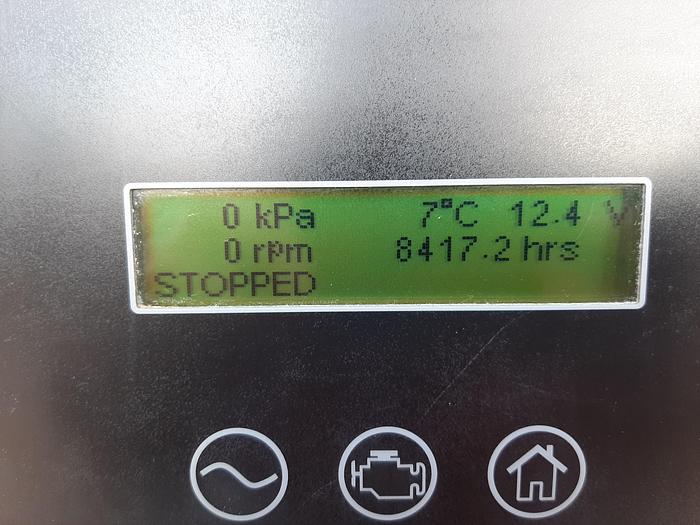 0 kPa 7°C 12.4 V
0 rpm 8417.2 hrs
STOPPED